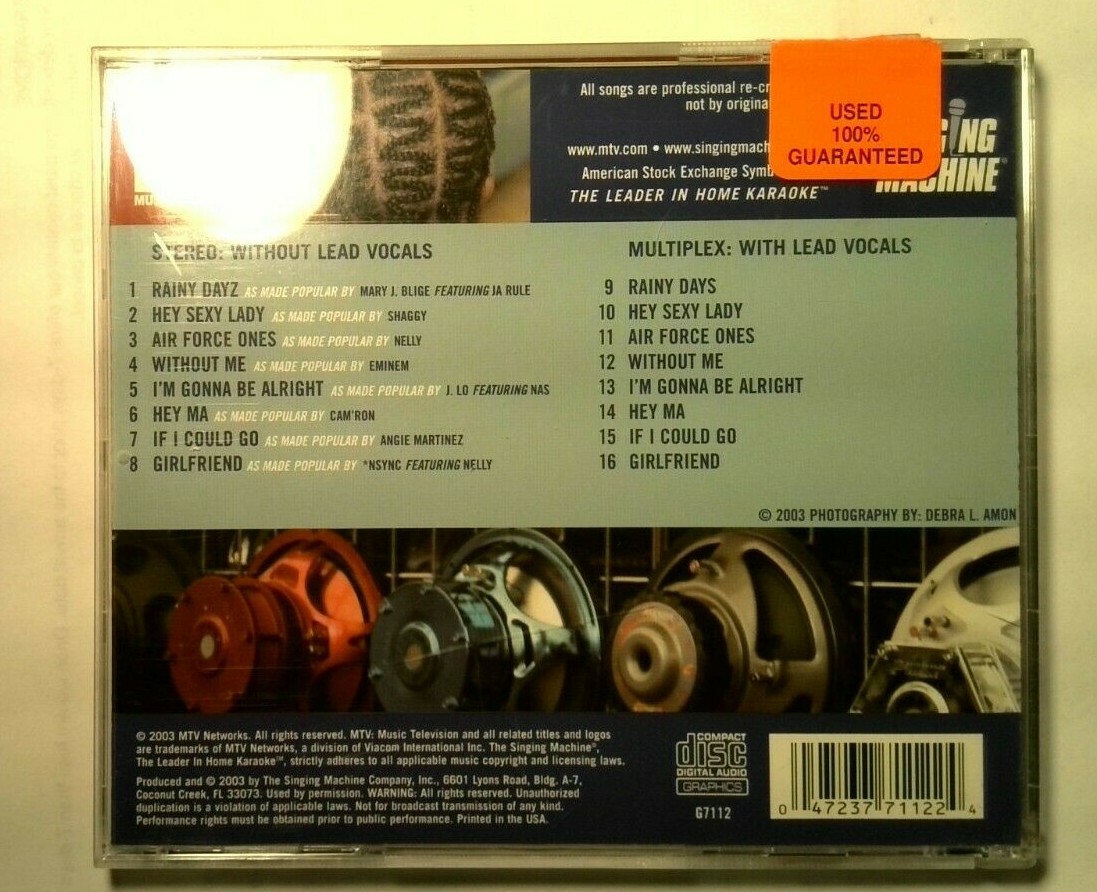 All songs are professional
not by
www.mtv.com •
American Stock Exchange
THE LEADER IN HOME KARAOKE™
USED
100%
GUARANTEED
MACHINE®
STEREO: WITHOUT LEAD VOCALS
1 RAINY DAYZ AS MADE POPULAR BY MARY J. BLIGE FEATURING JA RULE
2 HEY SEXY LADY AS MADE POPULAR BY SHAGGY
3 AIR FORCE ONES AS MADE POPULAR BY NELLY
4 WITHOUT ME AS MADE POPULAR BY EMINEM
5 I'M GONNA BE ALRIGHT AS MADE POPULAR BY J. LO FEATURING NAS
6 HEY MA AS MADE POPULAR BY CAM'RON
7 IF I COULD GO AS MADE POPULAR BY ANGIE MARTINEZ
8 GIRLFRIEND AS MADE POPULAR BY *NSYNC FEATURING NELLY
MULTIPLEX: WITH LEAD VOCALS
9 RAINY DAYS
10 HEY SEXY LADY
11 AIR FORCE ONES
12 WITHOUT ME
13 I'M GONNA BE ALRIGHT
14 HEY MA
15 IF I COULD GO
16 GIRLFRIEND
© 2003 PHOTOGRAPHY BY: DEBRA L. AMON
© 2003 MTV Networks. All rights reserved. MTV: Music Television and all related titles and logos
are trademarks of MTV Networks, a division of Viacom International Inc. The Singing Machine®,
The Leader In Home Karaoke™, strictly adheres to all applicable music copyright and licensing laws.
Produced and © 2003 by The Singing Machine Company, Inc., 6601 Lyons Road, Bldg. A-7,
Coconut Creek, FL 33073. Used by permission. WARNING: All rights reserved. Unauthorized
duplication is a violation of applicable laws. Not for broadcast transmission of any kind.
Performance rights must be obtained prior to public performance. Printed in the USA.
COMPACT
disc
DIGITAL AUDIO
GRAPHICS
G7112
0 47237 71122 4